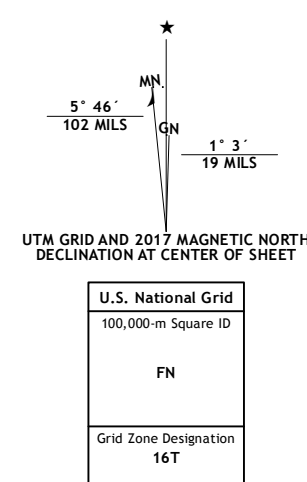 ★
MN.
5° 46´
102 MILS
GN
1° 3´
19 MILS
UTM GRID AND 2017 MAGNETIC NORTH
DECLINATION AT CENTER OF SHEET
U.S. National Grid
100,000-m Square ID
FN
Grid Zone Designation
16T